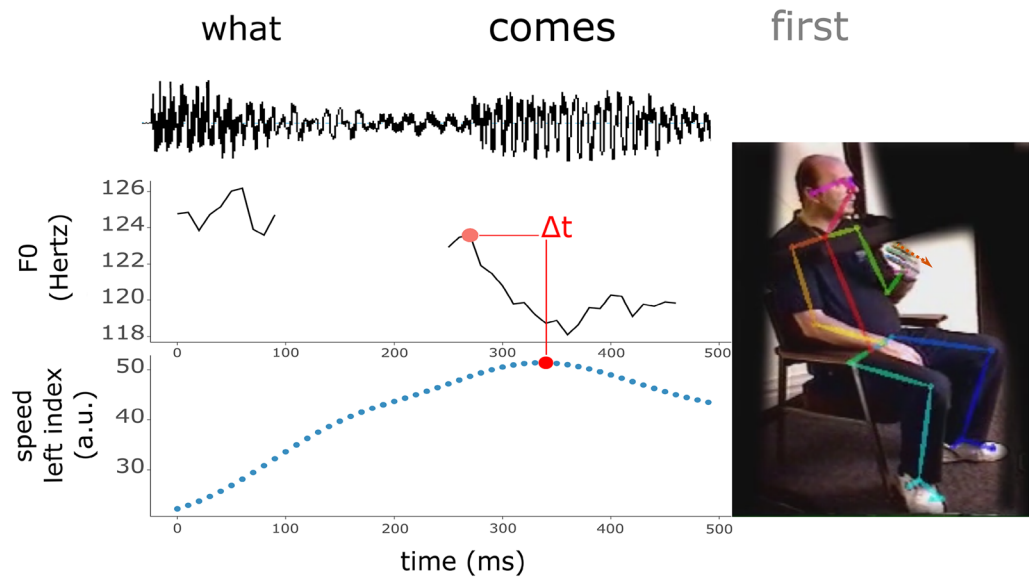 what comes first
126
124
122
120
118
F0
(Hertz)
Δt
0 100 200 300 400 500
50
40
30
speed
left index
(a.u.)
0 100 200 300 400 500
time (ms)